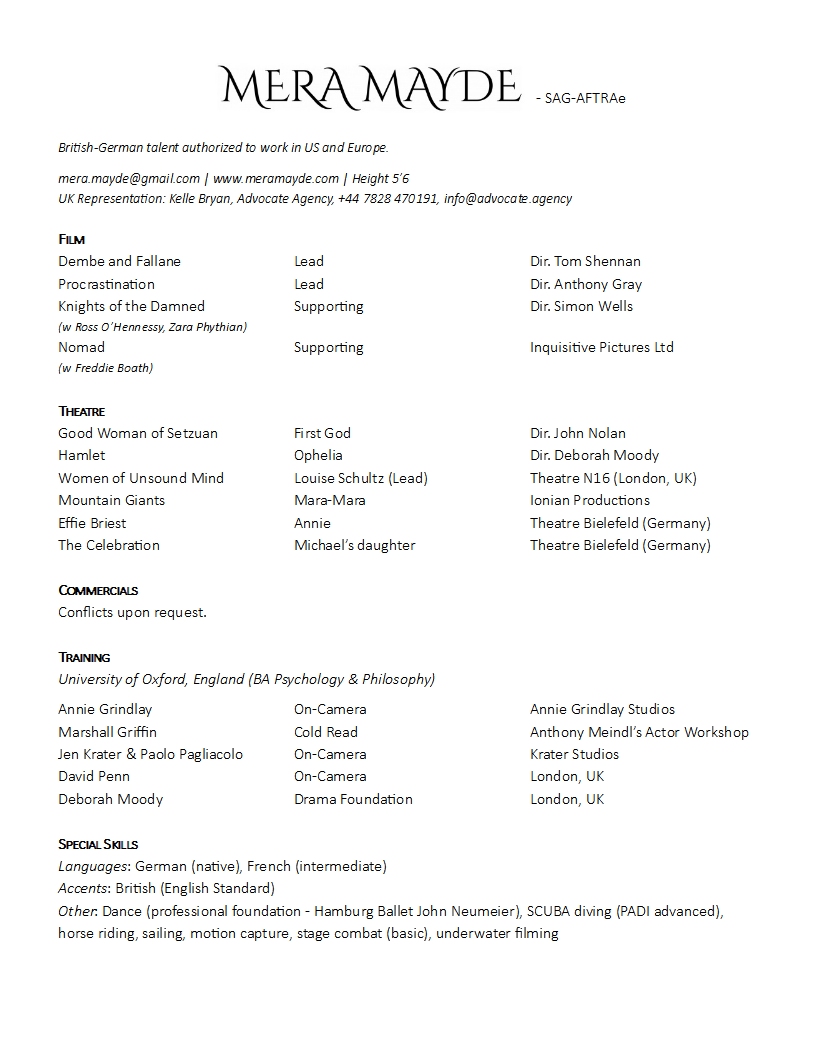 MERA MAYDE - SAG-AFTRAe
British-German talent authorized to work in US and Europe.
mera.mayde@gmail.com | www.meramayde.com | Height 5’6
UK Representation: Kelle Bryan, Advocate Agency, +44 7828 470191, info@advocate.agency
FILM
Dembe and Fallane Lead Dir. Tom Shennan
Procrastination Lead Dir. Anthony Gray
Knights of the Damned Supporting Dir. Simon Wells
(w Ross O’Hennessy, Zara Phythian)
Nomad Supporting Inquisitive Pictures Ltd
(w Freddie Boath)
THEATRE
Good Woman of Setzuan First God Dir. John Nolan
Hamlet Ophelia Dir. Deborah Moody
Women of Unsound Mind Louise Schultz (Lead) Theatre N16 (London, UK)
Mountain Giants Mara-Mara Ionian Productions
Effie Briest Annie Theatre Bielefeld (Germany)
The Celebration Michael’s daughter Theatre Bielefeld (Germany)
COMMERCIALS
Conflicts upon request.
TRAINING
University of Oxford, England (BA Psychology & Philosophy)
Annie Grindlay On-Camera Annie Grindlay Studios
Marshall Griffin Cold Read Anthony Meindl’s Actor Workshop
Jen Krater & Paolo Pagliacolo On-Camera Krater Studios
David Penn On-Camera London, UK
Deborah Moody Drama Foundation London, UK
SPECIAL SKILLS
Languages: German (native), French (intermediate)
Accents: British (English Standard)
Other: Dance (professional foundation - Hamburg Ballet John Neumeier), SCUBA diving (PADI advanced),
horse riding, sailing, motion capture, stage combat (basic), underwater filming